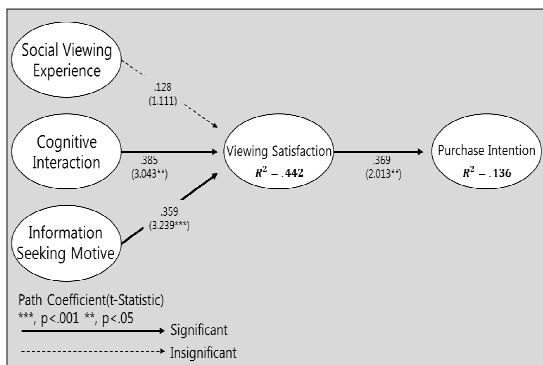 Social Viewing
Experience
.128
(1.111)
Cognitive
Interaction
.385
(3.043**)
Viewing Satisfaction
R² − .442
.369
(2.013**)
Purchase Intention
R² − .136
.359
(3.239***)
Information
Seeking Motive
Path Coefficient(t-Statistic)
***, p<.001 **, p<.05
Significant
Insignificant